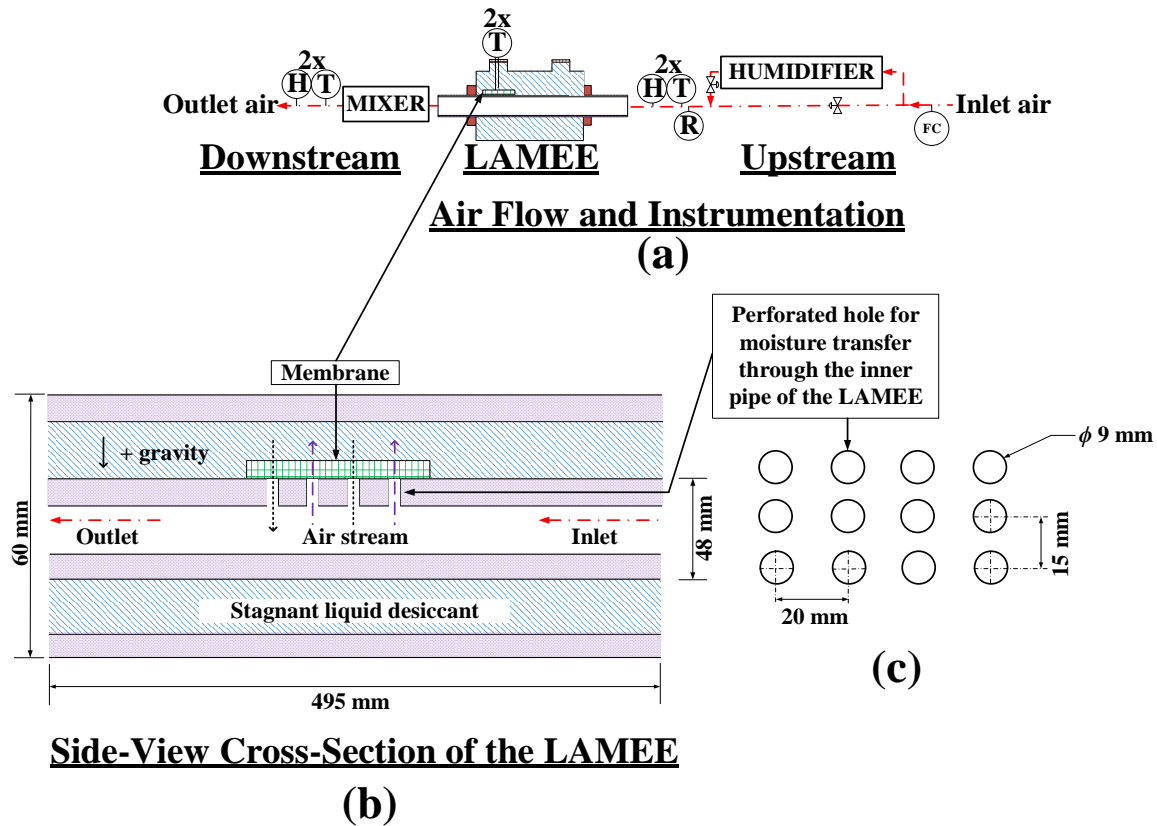 2x
T
2x
H T
2x
H T
HUMIDIFIER
Outlet air
MIXER
Inlet air
R
FC
Downstream
LAMEE
Upstream
Air Flow and Instrumentation
(a)
Perforated hole for
moisture transfer
through the inner
pipe of the LAMEE
Membrane
ϕ 9 mm
+ gravity
60 mm
48 mm
Outlet
Air stream
Inlet
15 mm
Stagnant liquid desiccant
20 mm
(c)
495 mm
Side-View Cross-Section of the LAMEE
(b)